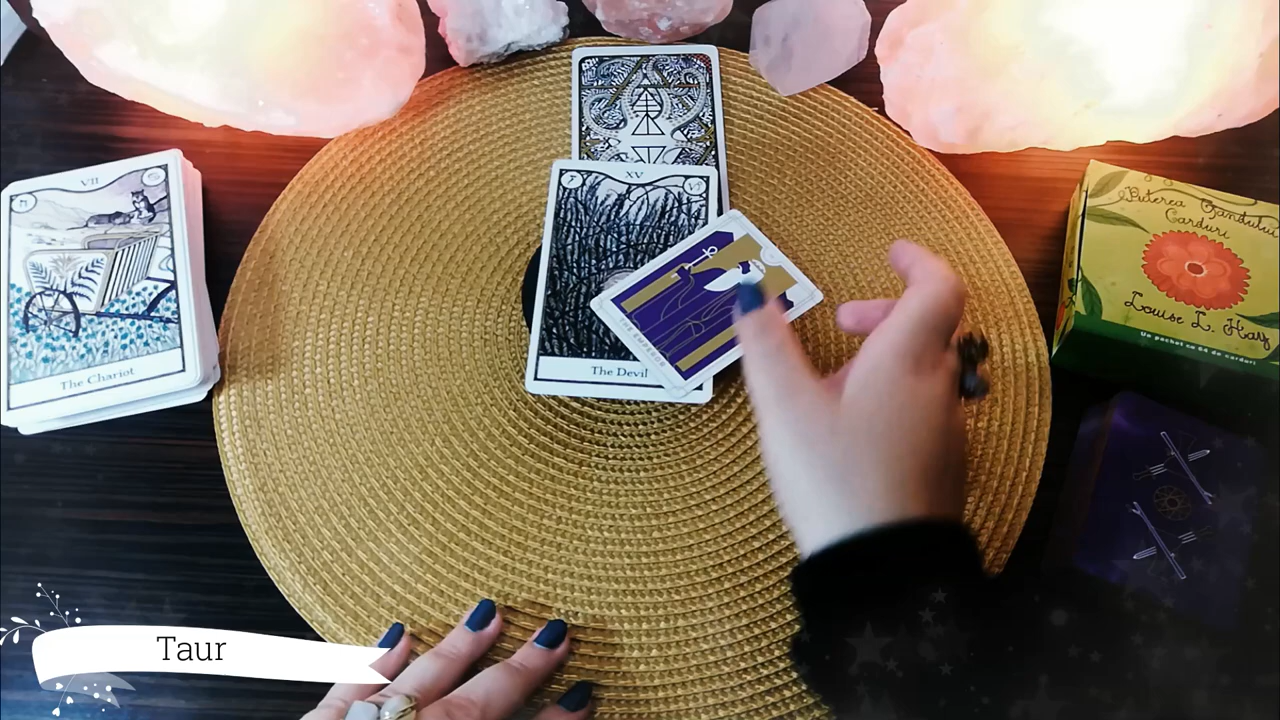 VII
The Chariot
XV
The Devil
THE EMPEROR
Puterea Gandului
Carduri
Louise L. Hay
Un pachet cu 64 de carduri
Taur